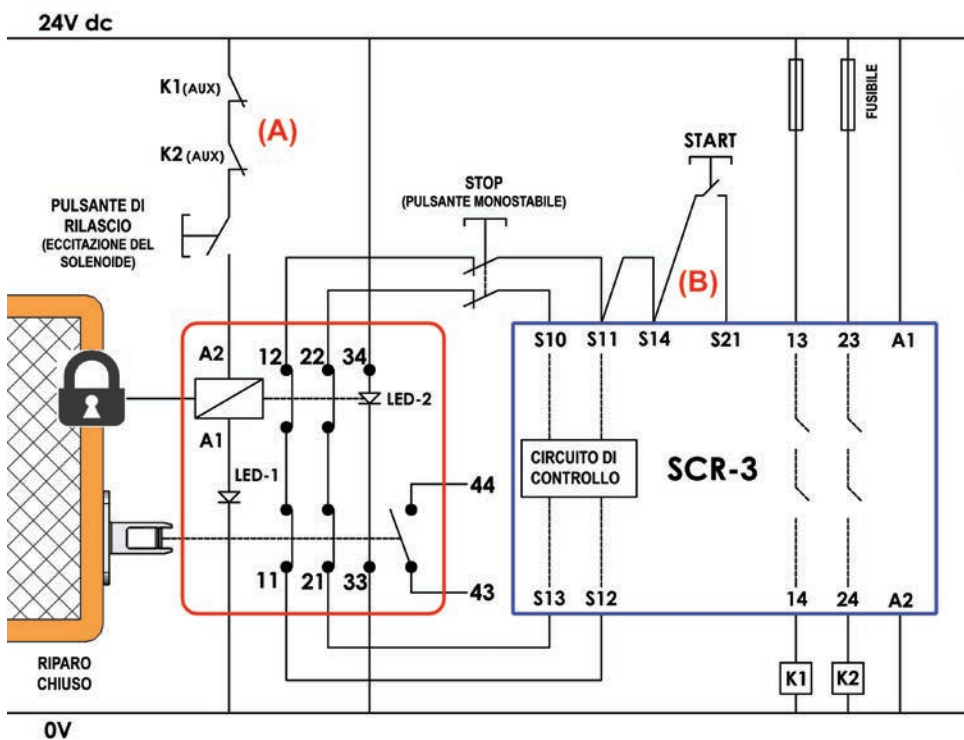 24V dc
K1(AUX)
(A)
K2 (AUX)
PULSANTE DI
RILASCIO
(ECCITAZIONE DEL
SOLENOIDE)
STOP
(PULSANTE MONOSTABILE)
START
(B)
FUSIBILE
A2
12
22
34
LED-2
A1
LED-1
44
11
21
33
43
S10
S11
S14
S21
13
23
A1
CIRCUITO DI
CONTROLLO
SCR-3
S13
S12
14
24
A2
RIPARO
CHIUSO
K1
K2
0V